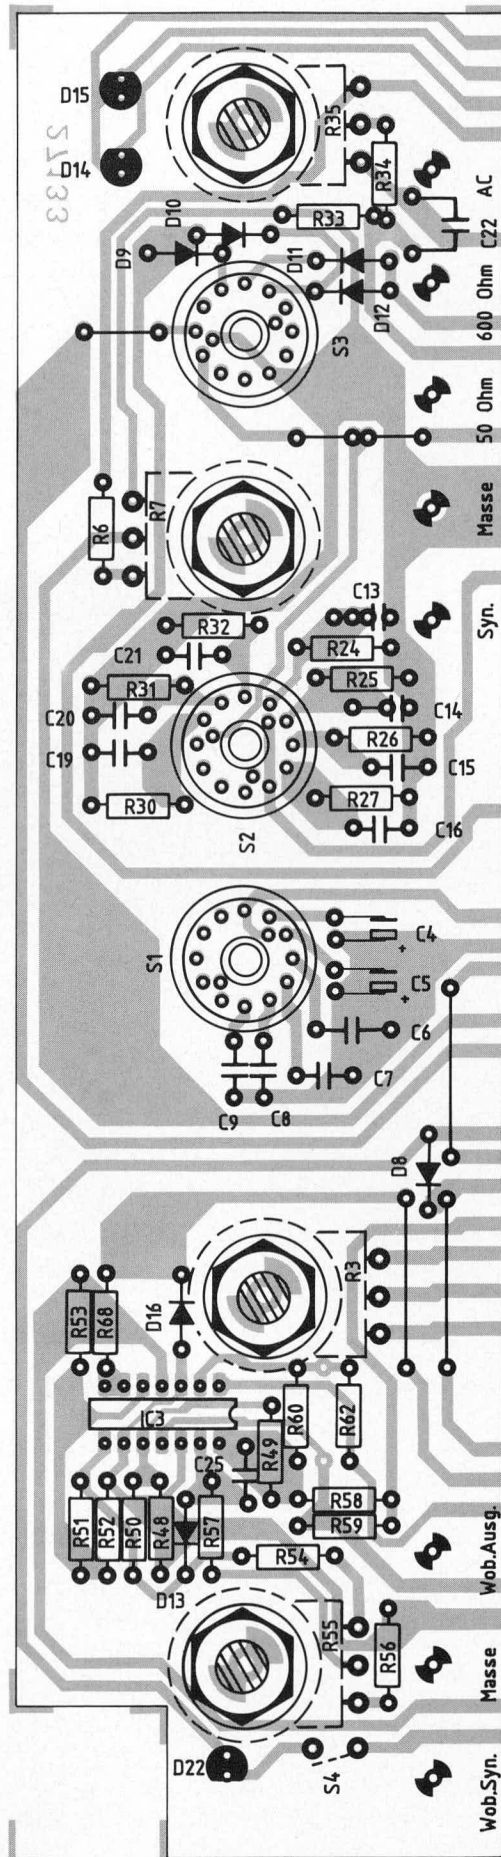 D15
R35
D14
27133
R34
AC
D10
R33
C22
D9
D11
D12
600 Ohm
S3
50 Ohm
R7
R6
Masse
C13
R32
Syn.
C21
R24
R31
R25
C20
C14
C19
R26
C15
R30
R27
C16
S2
S1
C4
+
C5
+
C6
C7
C9
C8
D8
R3
R53
R68
D16
IC3
R60
R62
R49
C25
R51
R52
R50
R48
R57
R58
R59
Wob.Ausg.
R54
D13
R55
R56
Masse
D22
S4
Wob.Syn.